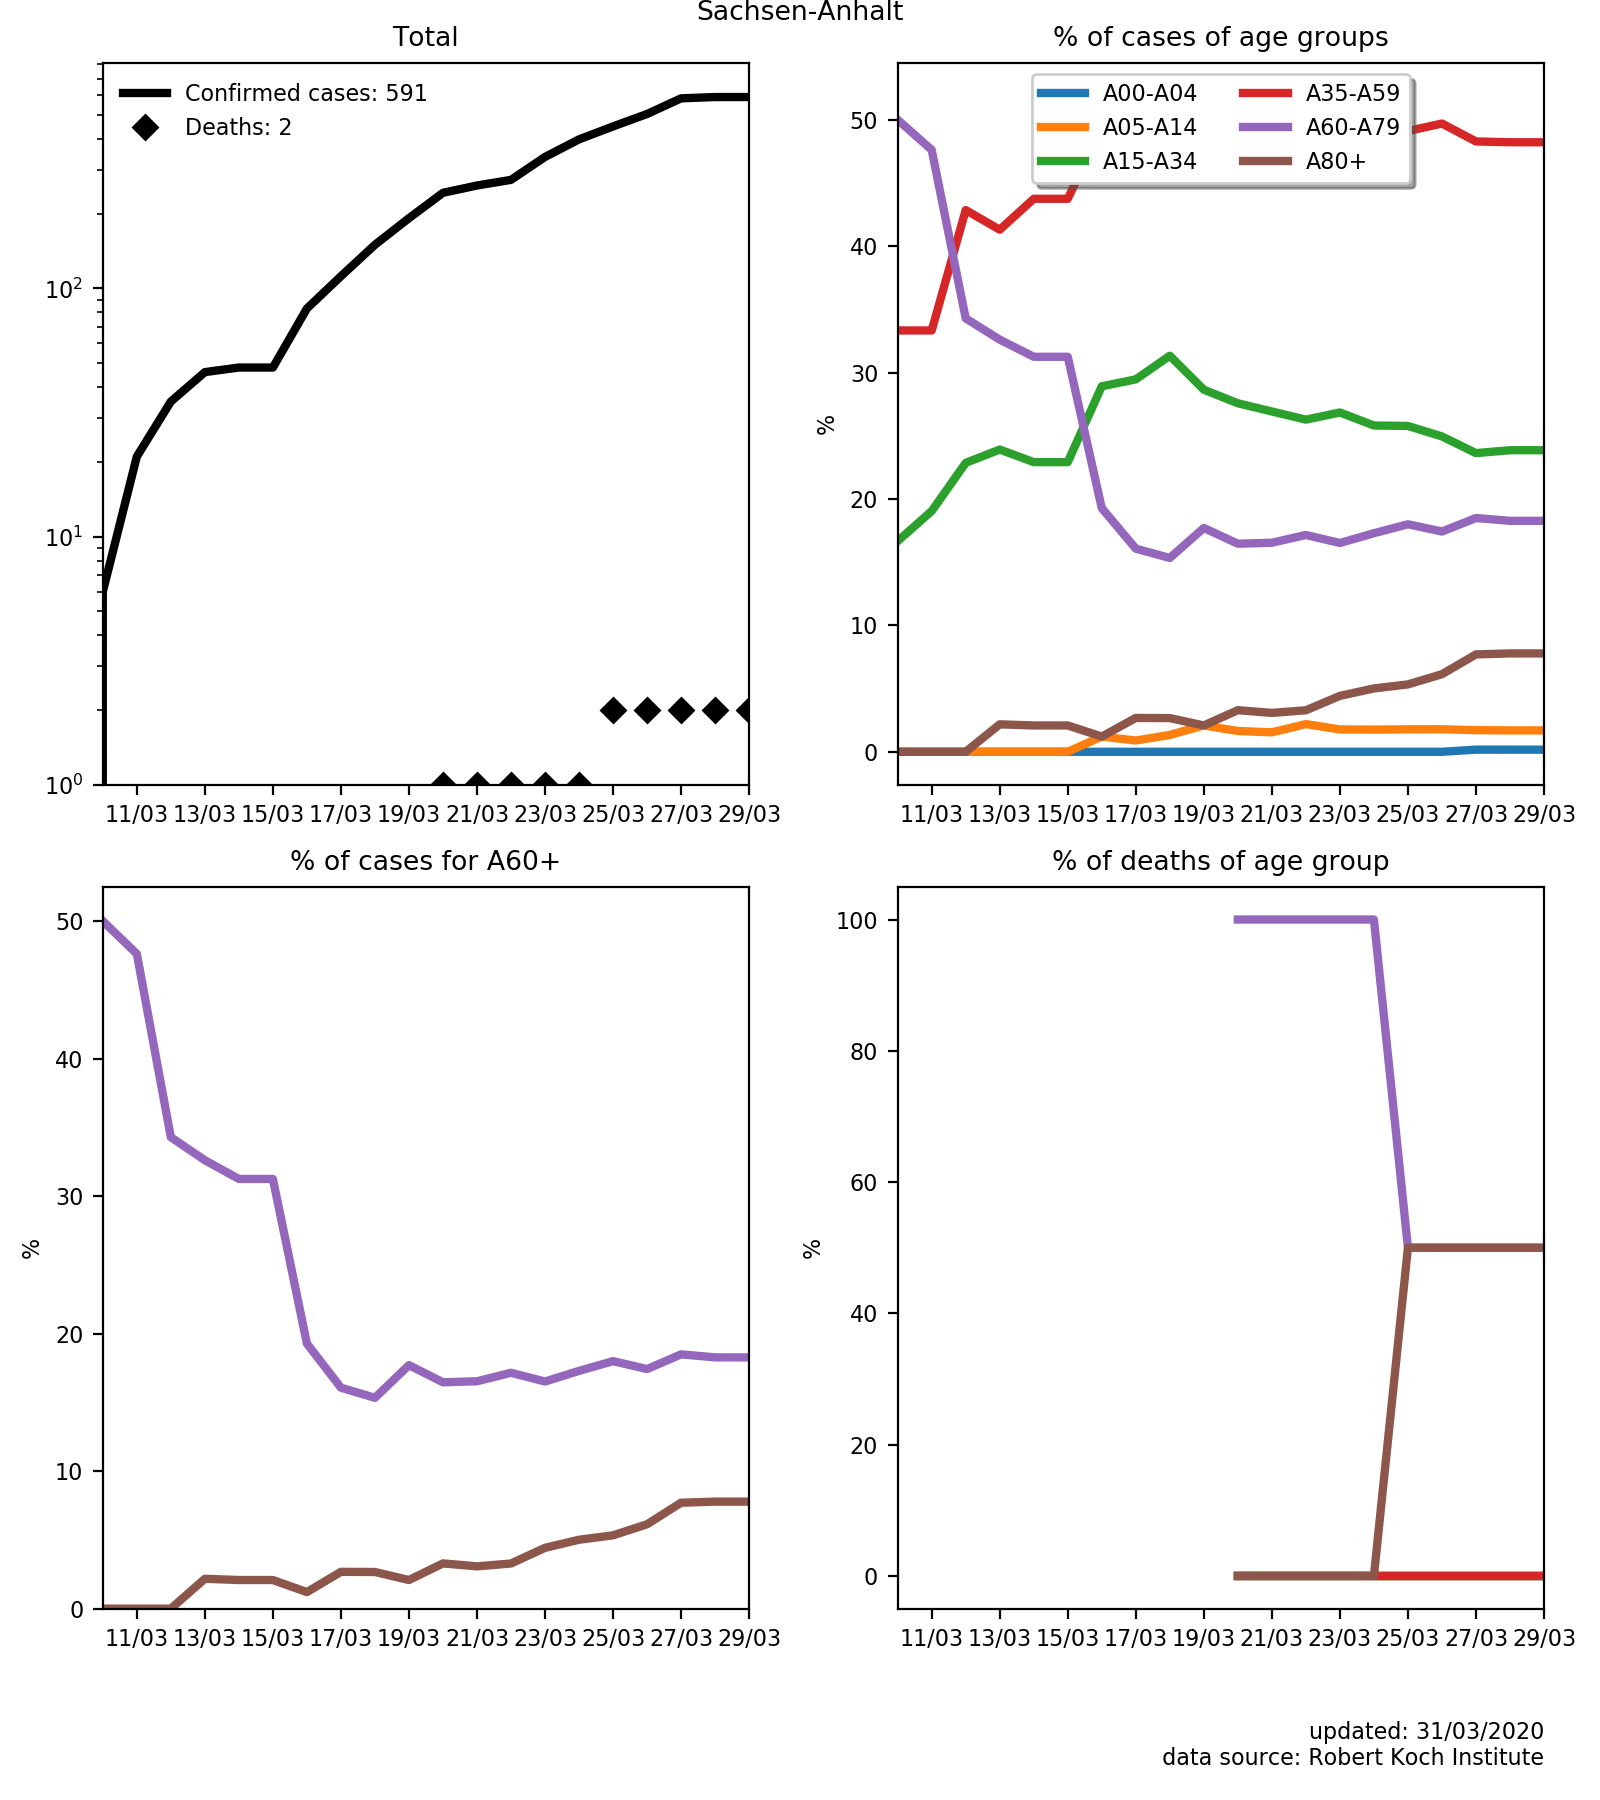 Sachsen-Anhalt
Total
Confirmed cases: 591
Deaths: 2
10²
10¹
10⁰
11/03 13/03 15/03 17/03 19/03 21/03 23/03 25/03 27/03 29/03
% of cases of age groups
A00-A04 A35-A59
A05-A14 A60-A79
A15-A34 A80+
50
40
30
20
10
0
%
11/03 13/03 15/03 17/03 19/03 21/03 23/03 25/03 27/03 29/03
% of cases for A60+
50
40
30
20
10
0
%
11/03 13/03 15/03 17/03 19/03 21/03 23/03 25/03 27/03 29/03
% of deaths of age group
100
80
60
40
20
0
%
11/03 13/03 15/03 17/03 19/03 21/03 23/03 25/03 27/03 29/03
updated: 31/03/2020
data source: Robert Koch Institute